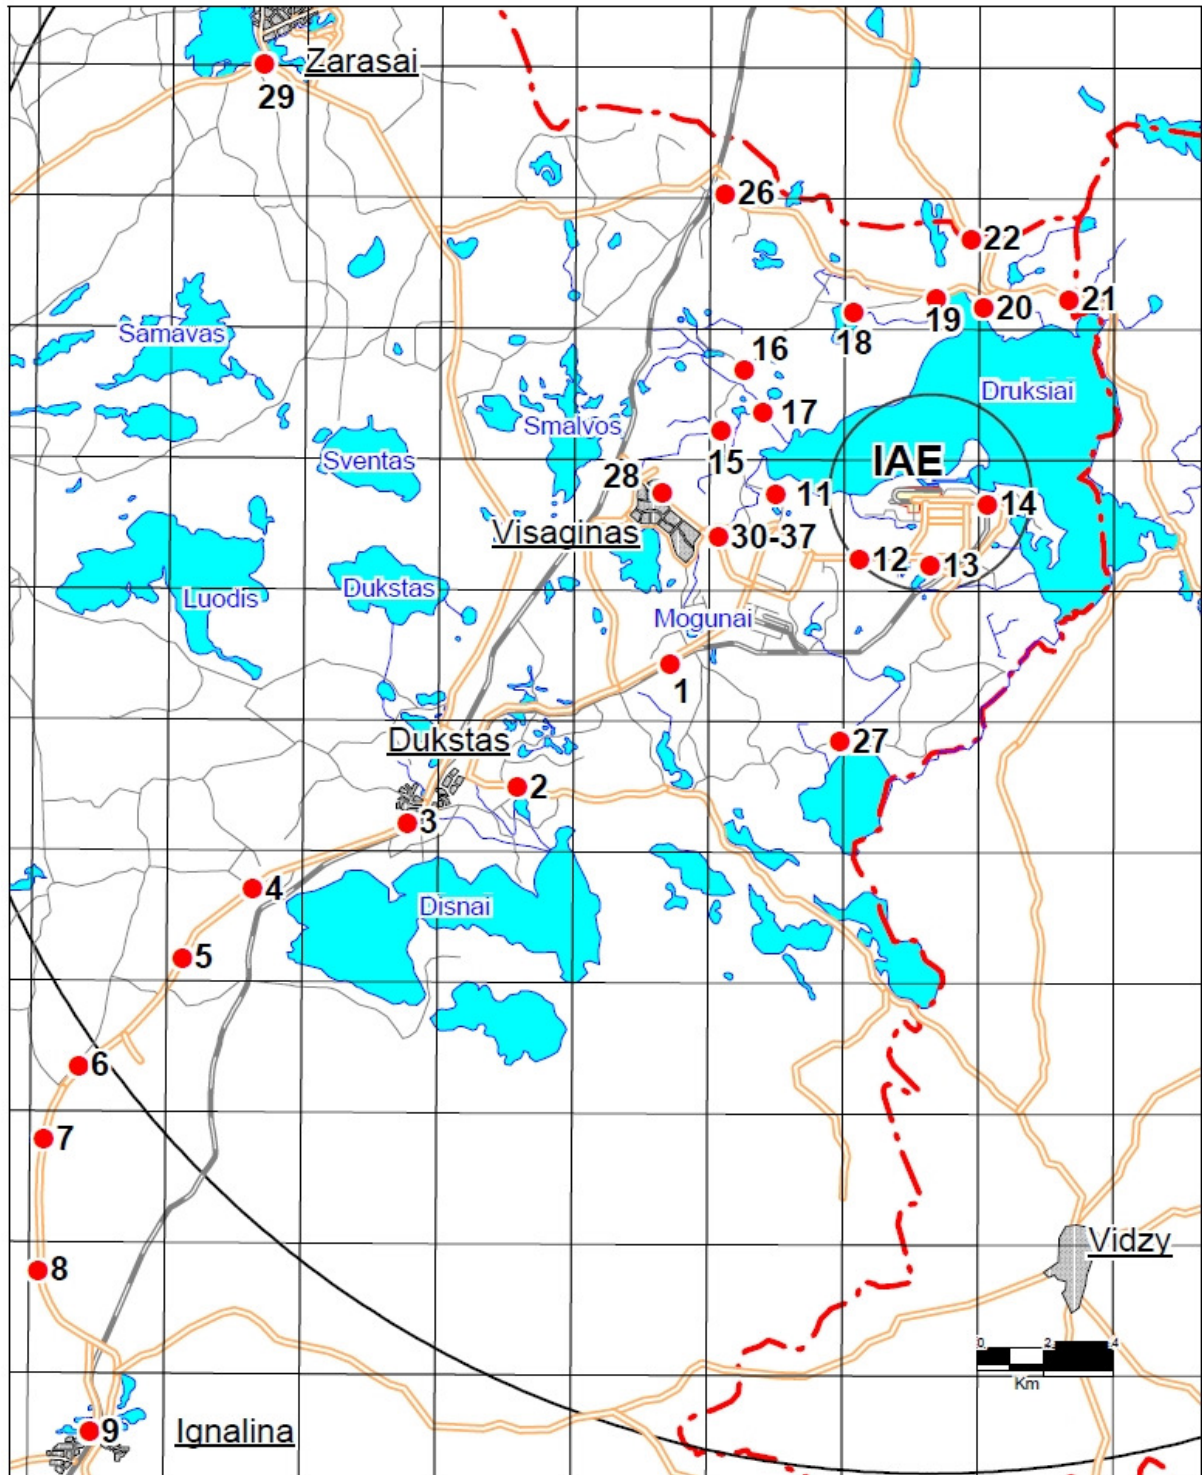 Zarasai
29
26
22
21
20
19
18
Samavas
16
Druksiai
17
Smalvos
15
Sventas
IAE
28
11
14
Visaginas
30-37
12
13
Dukstas
Luodis
Mogunai
1
Dukstas
27
2
3
4
Disnai
5
6
7
Vidzy
8
0 2 4
Km
9
Ignalina